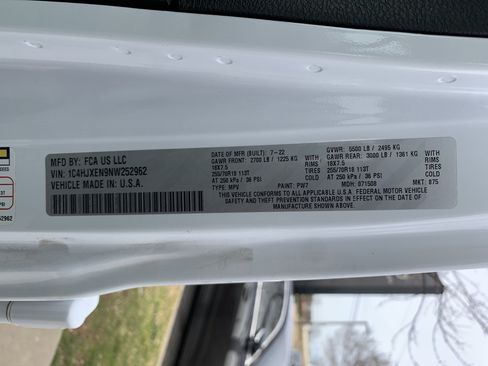 MFD BY: FCA US LLC
VIN: 1C4HJXEN9NW252962
VEHICLE MADE IN U.S.A.
DATE OF MFR (BUILT): 7-22
GAWR FRONT: 2700 LB / 1225 KG WITH
18X7.5 RIMS
255/70R18 113T TIRES
AT 250 kPa / 36 PSI COLD
TYPE: MPV PAINT: PW7
GVWR: 5500 LB / 2495 KG
GAWR REAR: 3000 LB / 1361 KG WITH
18X7.5 RIMS
255/70R18 113T TIRES
AT 250 kPa / 36 PSI COLD
MDH: 071508 MKT: 875
THIS VEHICLE CONFORMS TO ALL APPLICABLE U.S.A. FEDERAL MOTOR VEHICLE
SAFETY AND THEFT PREVENTION STANDARDS IN EFFECT ON THE DATE OF
MANUFACTURE SHOWN ABOVE.
52962